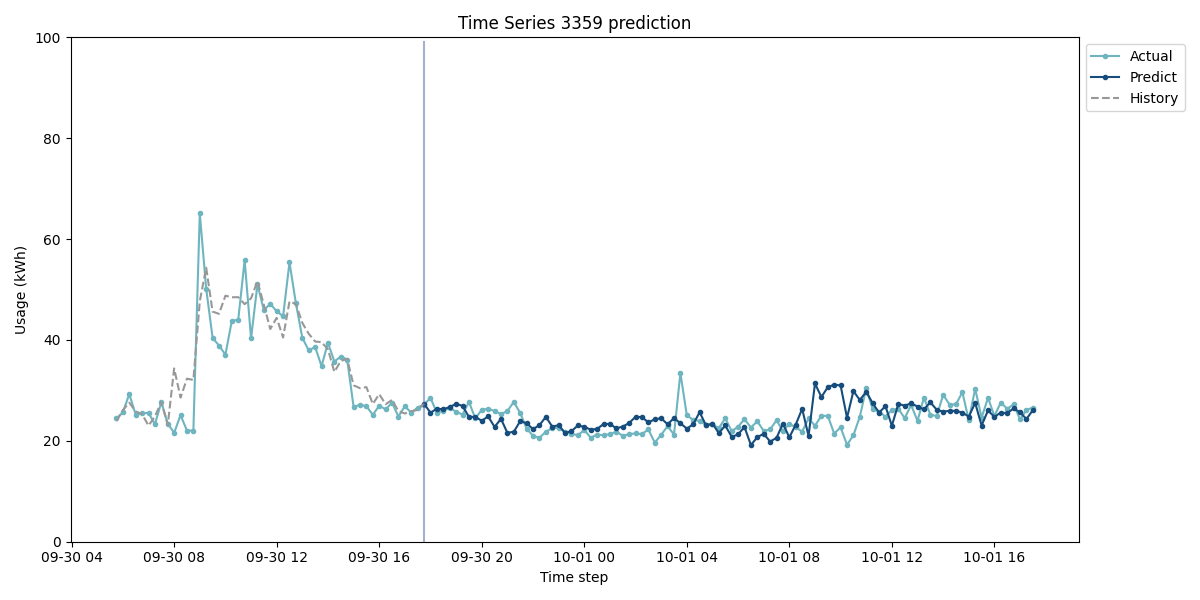 Time Series 3359 prediction
Usage (kWh)
100
80
60
40
20
0
09-30 04
09-30 08
09-30 12
09-30 16
09-30 20
10-01 00
10-01 04
10-01 08
10-01 12
10-01 16
Time step
Actual
Predict
History